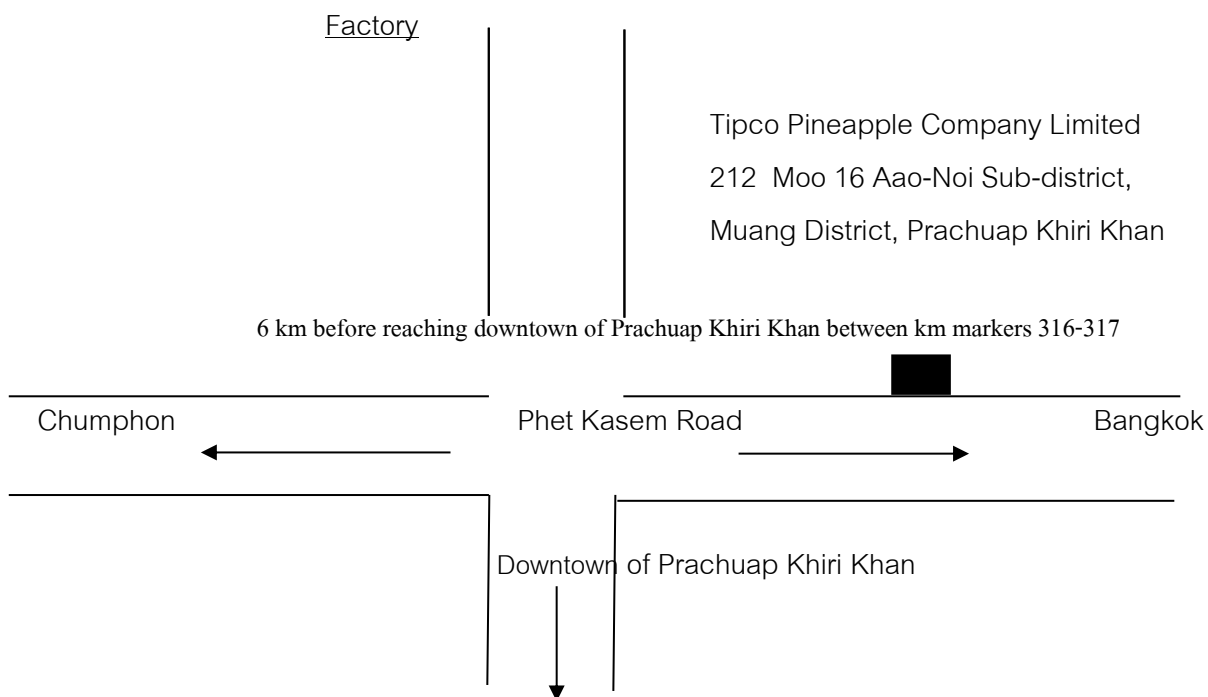 Factory
Tipco Pineapple Company Limited
212 Moo 16 Aao-Noi Sub-district,
Muang District, Prachuap Khiri Khan
6 km before reaching downtown of Prachuap Khiri Khan between km markers 316-317
Chumphon
Phet Kasem Road
Bangkok
Downtown of Prachuap Khiri Khan